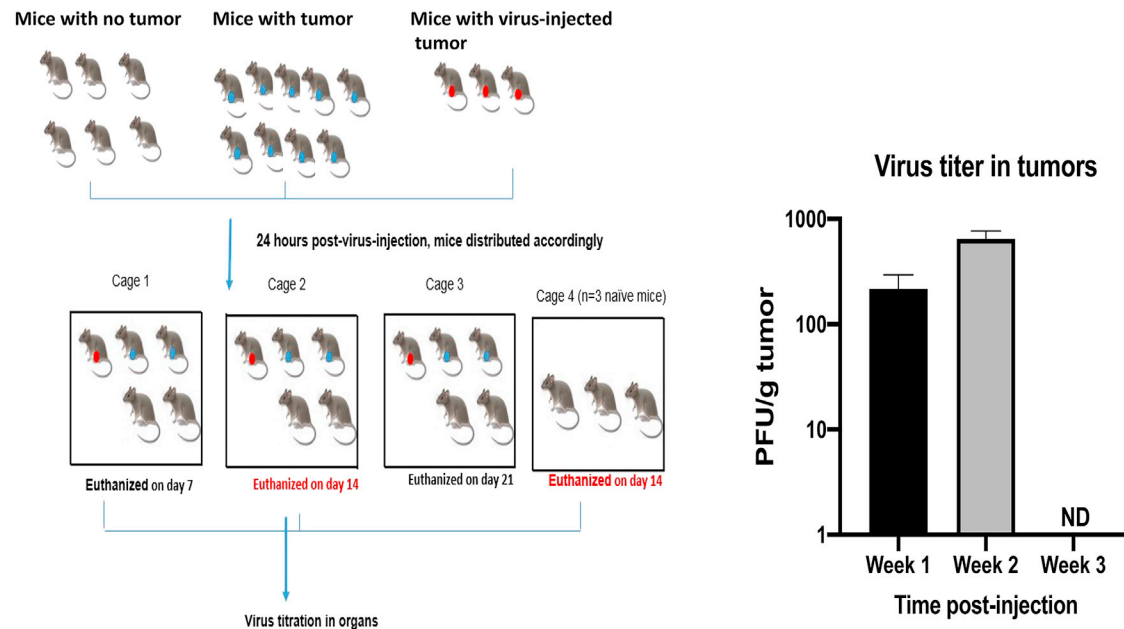 Mice with no tumor
Mice with tumor
Mice with virus-injected
tumor
24 hours post-virus-injection, mice distributed accordingly
Cage 1
Cage 2
Cage 3
Cage 4 (n=3 naïve mice)
Euthanized on day 7
Euthanized on day 14
Euthanized on day 21
Euthanized on day 14
Virus titration in organs
Virus titer in tumors
PFU/g tumor
1000
100
10
1
ND
Week 1
Week 2
Week 3
Time post-injection